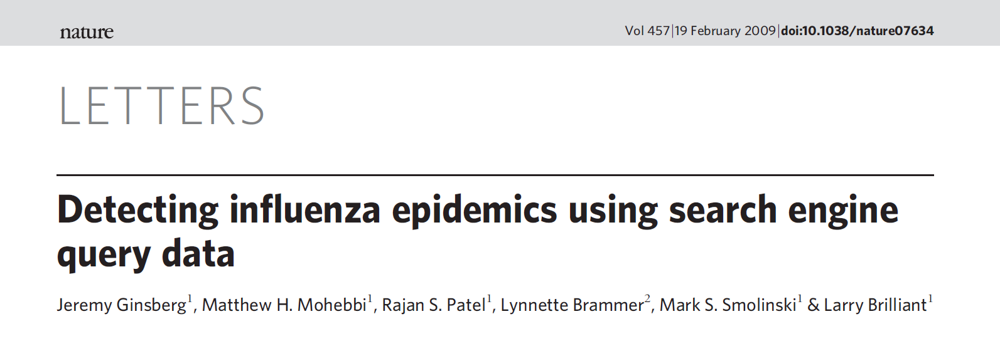 nature
Vol 457|19 February 2009|doi:10.1038/nature07634
LETTERS
Detecting influenza epidemics using search engine
query data
Jeremy Ginsberg¹, Matthew H. Mohebbi¹, Rajan S. Patel¹, Lynnette Brammer², Mark S. Smolinski¹ & Larry Brilliant¹